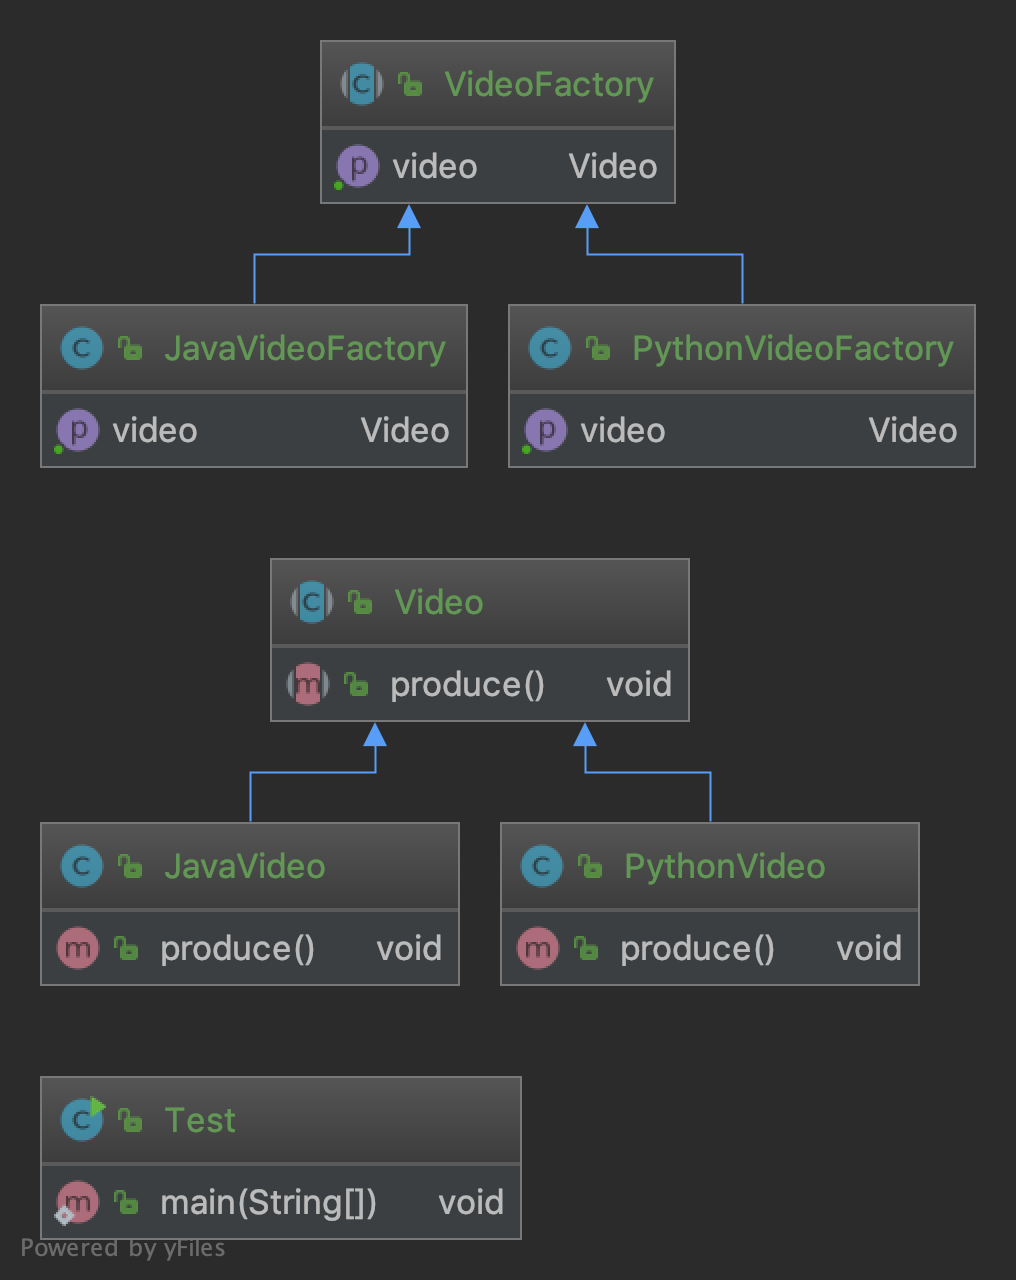 VideoFactory
video Video
JavaVideoFactory PythonVideoFactory
video Video video Video
Video
produce() void
JavaVideo PythonVideo
produce() void produce() void
Test
main(String[]) void
Powered by yFiles